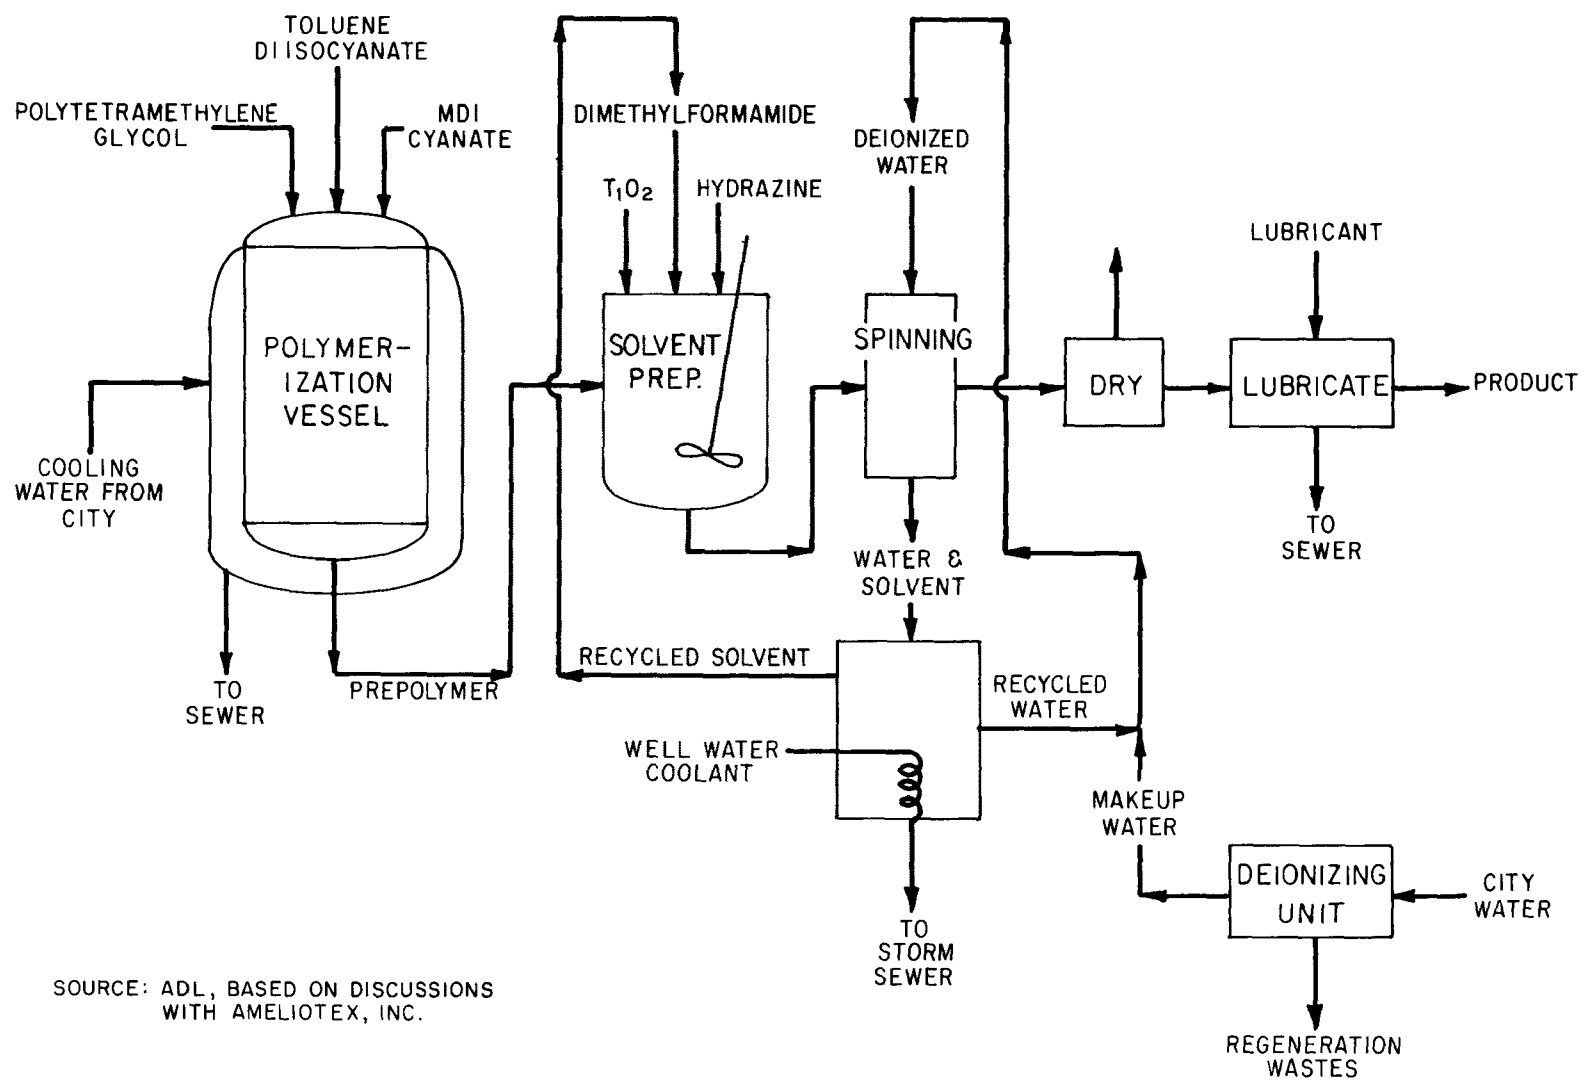 TOLUENE
DIISOCYANATE
POLYTETRAMETHYLENE
GLYCOL
MDI
CYANATE
DIMETHYLFORMAMIDE
DEIONIZED
WATER
T1O2
HYDRAZINE
LUBRICANT
POLYMER-
IZATION
VESSEL
SOLVENT
PREP.
SPINNING
DRY
LUBRICATE
PRODUCT
COOLING
WATER FROM
CITY
TO
SEWER
WATER &
SOLVENT
TO
SEWER
PREPOLYMER
RECYCLED SOLVENT
RECYCLED
WATER
WELL WATER
COOLANT
MAKEUP
WATER
DEIONIZING
UNIT
CITY
WATER
TO
STORM
SEWER
REGENERATION
WASTES
SOURCE: ADL, BASED ON DISCUSSIONS
WITH AMELIOTEX, INC.